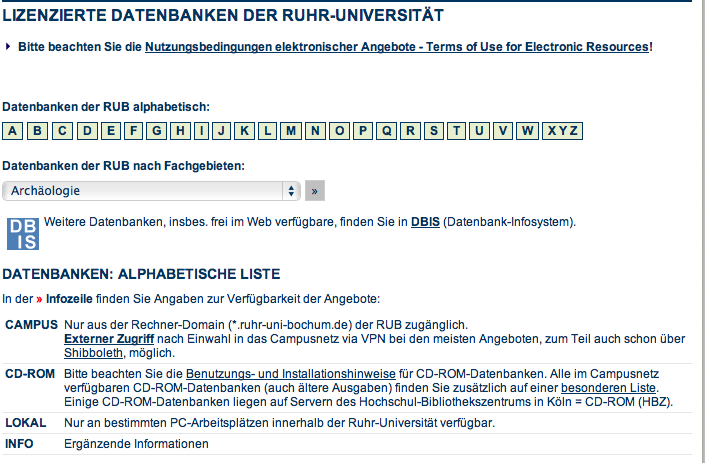 LIZENZIERTE DATENBANKEN DER RUHR-UNIVERSITÄT
Bitte beachten Sie die Nutzungsbedingungen elektronischer Angebote - Terms of Use for Electronic Resources!
Datenbanken der RUB alphabetisch:
A B C D E F G H I J K L M N O P Q R S T U V W X Y Z
Datenbanken der RUB nach Fachgebieten:
Archäologie »
DB
IS
Weitere Datenbanken, insbes. frei im Web verfügbare, finden Sie in DBIS (Datenbank-Infosystem).
DATENBANKEN: ALPHABETISCHE LISTE
In der » Infozeile finden Sie Angaben zur Verfügbarkeit der Angebote:
CAMPUS Nur aus der Rechner-Domain (*.ruhr-uni-bochum.de) der RUB zugänglich.
Externer Zugriff nach Einwahl in das Campusnetz via VPN bei den meisten Angeboten, zum Teil auch schon über
Shibboleth, möglich.
CD-ROM Bitte beachten Sie die Benutzungs- und Installationshinweise für CD-ROM-Datenbanken. Alle im Campusnetz
verfügbaren CD-ROM-Datenbanken (auch ältere Ausgaben) finden Sie zusätzlich auf einer besonderen Liste.
Einige CD-ROM-Datenbanken liegen auf Servern des Hochschul-Bibliothekszentrums in Köln = CD-ROM (HBZ).
LOKAL Nur an bestimmten PC-Arbeitsplätzen innerhalb der Ruhr-Universität verfügbar.
INFO Ergänzende Informationen